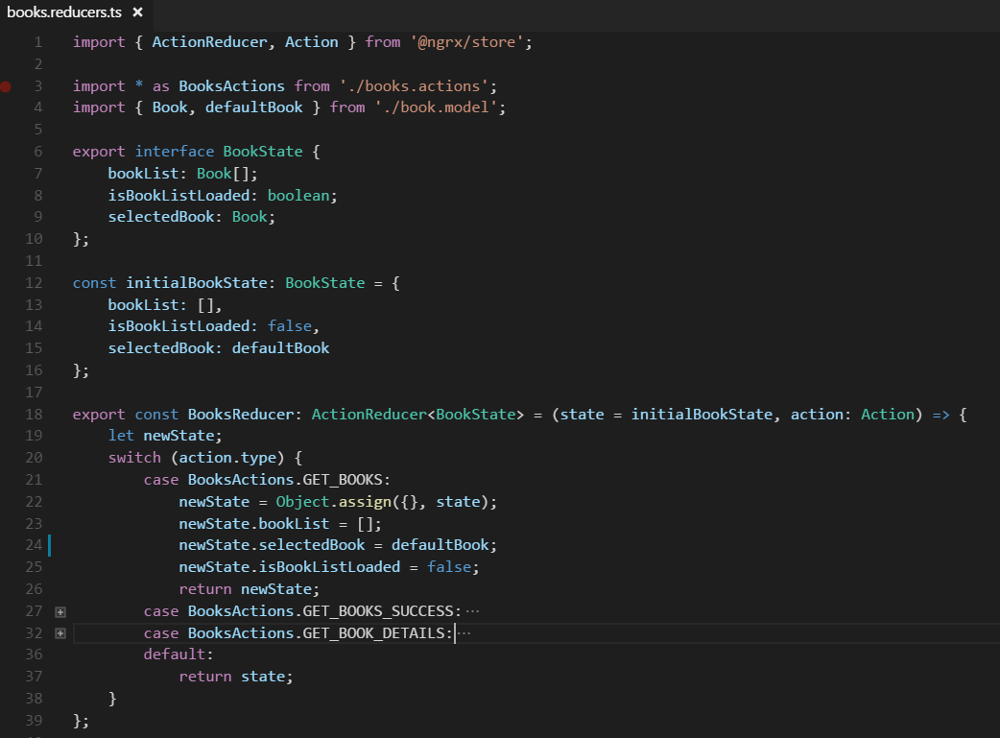 books.reducers.ts ×
1 import { ActionReducer, Action } from '@ngrx/store';
2
3 import * as BooksActions from './books.actions';
4 import { Book, defaultBook } from './book.model';
5
6 export interface BookState {
7     bookList: Book[];
8     isBookListLoaded: boolean;
9     selectedBook: Book;
10 };
11
12 const initialBookState: BookState = {
13     bookList: [],
14     isBookListLoaded: false,
15     selectedBook: defaultBook
16 };
17
18 export const BooksReducer: ActionReducer<BookState> = (state = initialBookState, action: Action) => {
19     let newState;
20     switch (action.type) {
21         case BooksActions.GET_BOOKS:
22             newState = Object.assign({}, state);
23             newState.bookList = [];
24             newState.selectedBook = defaultBook;
25             newState.isBookListLoaded = false;
26             return newState;
27         case BooksActions.GET_BOOKS_SUCCESS:···
32         case BooksActions.GET_BOOK_DETAILS:···
36         default:
37             return state;
38     }
39 };